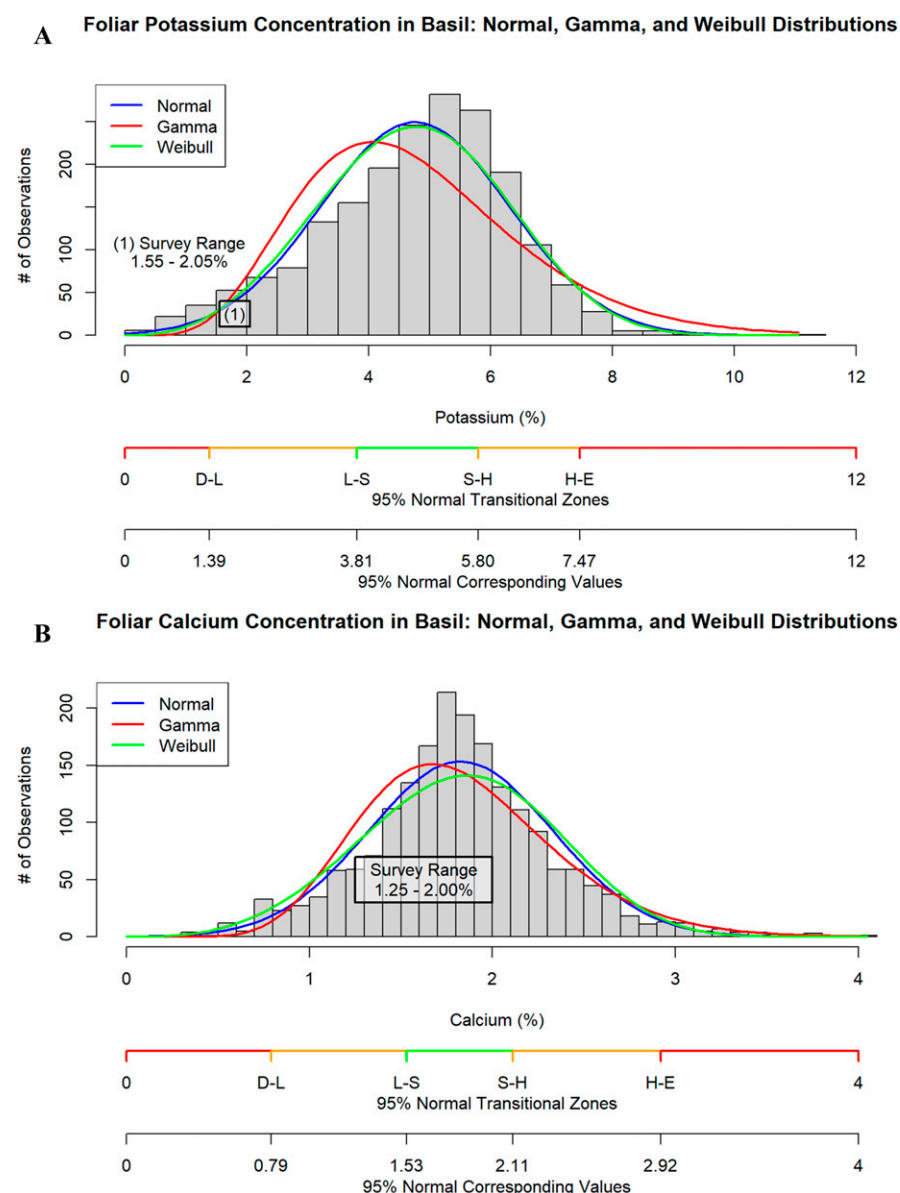 A
Foliar Potassium Concentration in Basil: Normal, Gamma, and Weibull Distributions
Normal
Gamma
Weibull
# of Observations
0 50 100 200
(1) Survey Range
1.55 - 2.05%
(1)
0 2 4 6 8 10 12
Potassium (%)
0 D-L L-S S-H H-E 12
95% Normal Transitional Zones
0 1.39 3.81 5.80 7.47 12
95% Normal Corresponding Values
B
Foliar Calcium Concentration in Basil: Normal, Gamma, and Weibull Distributions
Normal
Gamma
Weibull
# of Observations
0 50 100 150 200
Survey Range
1.25 - 2.00%
0 1 2 3 4
Calcium (%)
0 D-L L-S S-H H-E 4
95% Normal Transitional Zones
0 0.79 1.53 2.11 2.92 4
95% Normal Corresponding Values